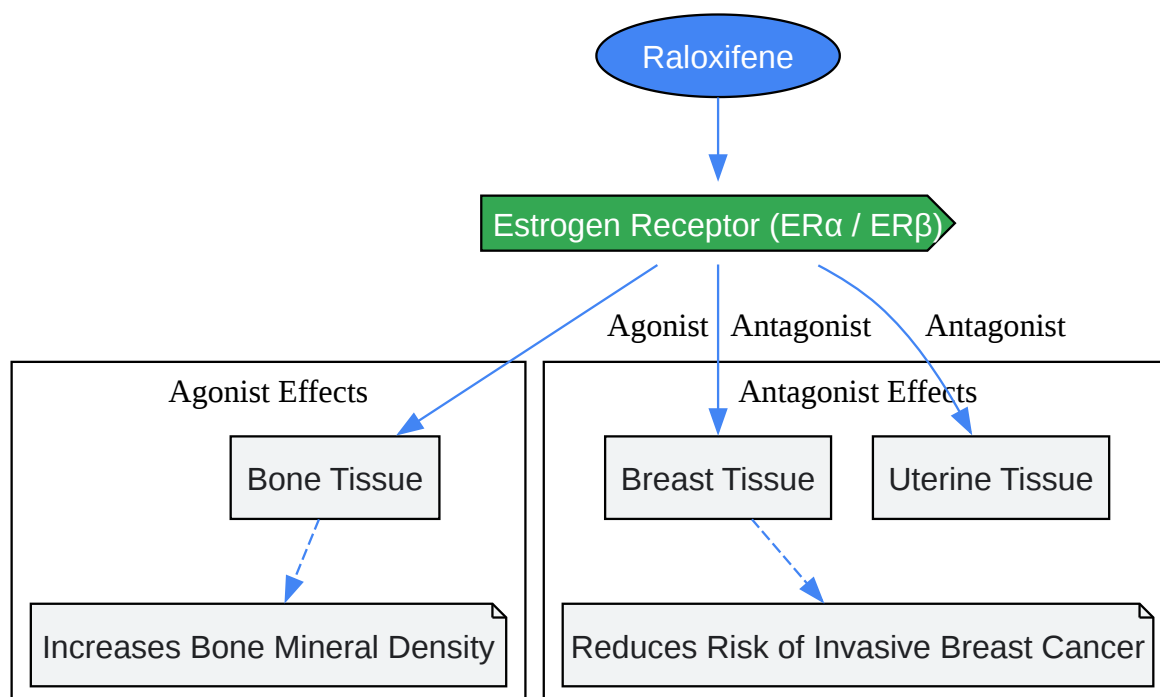 Raloxifene
Estrogen Receptor (ERα / ERβ)
Agonist
Antagonist
Antagonist
Agonist Effects
Antagonist Effects
Bone Tissue
Breast Tissue
Uterine Tissue
Increases Bone Mineral Density
Reduces Risk of Invasive Breast Cancer